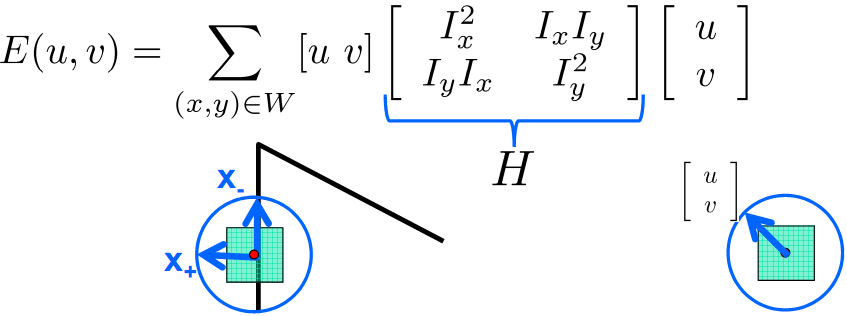 E(u, v) = ∑ [u v] [ I_x^2 I_xI_y ] [ u ]
(x,y)∈W [ I_yI_x I_y^2 ] [ v ]
H
x_-
x_+
[ u ]
[ v ]